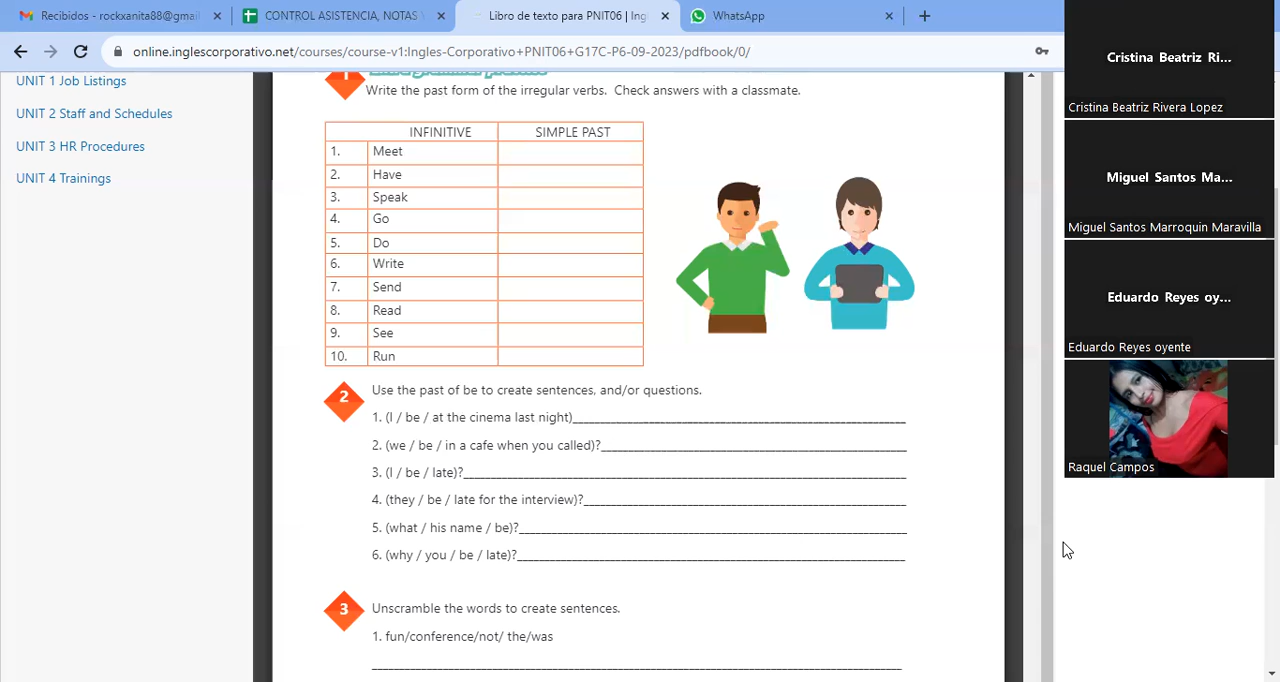 Recibidos - rockxanita88@gmail
CONTROL ASISTENCIA, NOTAS
Libro de texto para PNIT06 | Ing
WhatsApp
online.inglescorporativo.net/courses/course-v1:Ingles-Corporativo+PNIT06+G17C-P6-09-2023/pdfbook/0/
UNIT 1 Job Listings
UNIT 2 Staff and Schedules
UNIT 3 HR Procedures
UNIT 4 Trainings
1
Write the past form of the irregular verbs. Check answers with a classmate.
INFINITIVE SIMPLE PAST
1. Meet
2. Have
3. Speak
4. Go
5. Do
6. Write
7. Send
8. Read
9. See
10. Run
2
Use the past of be to create sentences, and/or questions.
1. (I / be / at the cinema last night)
2. (we / be / in a cafe when you called)?
3. (I / be / late)?
4. (they / be / late for the interview)?
5. (what / his name / be)?
6. (why / you / be / late)?
3
Unscramble the words to create sentences.
1. fun/conference/not/ the/was
Cristina Beatriz Ri...
Cristina Beatriz Rivera Lopez
Miguel Santos Ma...
Miguel Santos Marroquin Maravilla
Eduardo Reyes oy...
Eduardo Reyes oyente
Raquel Campos